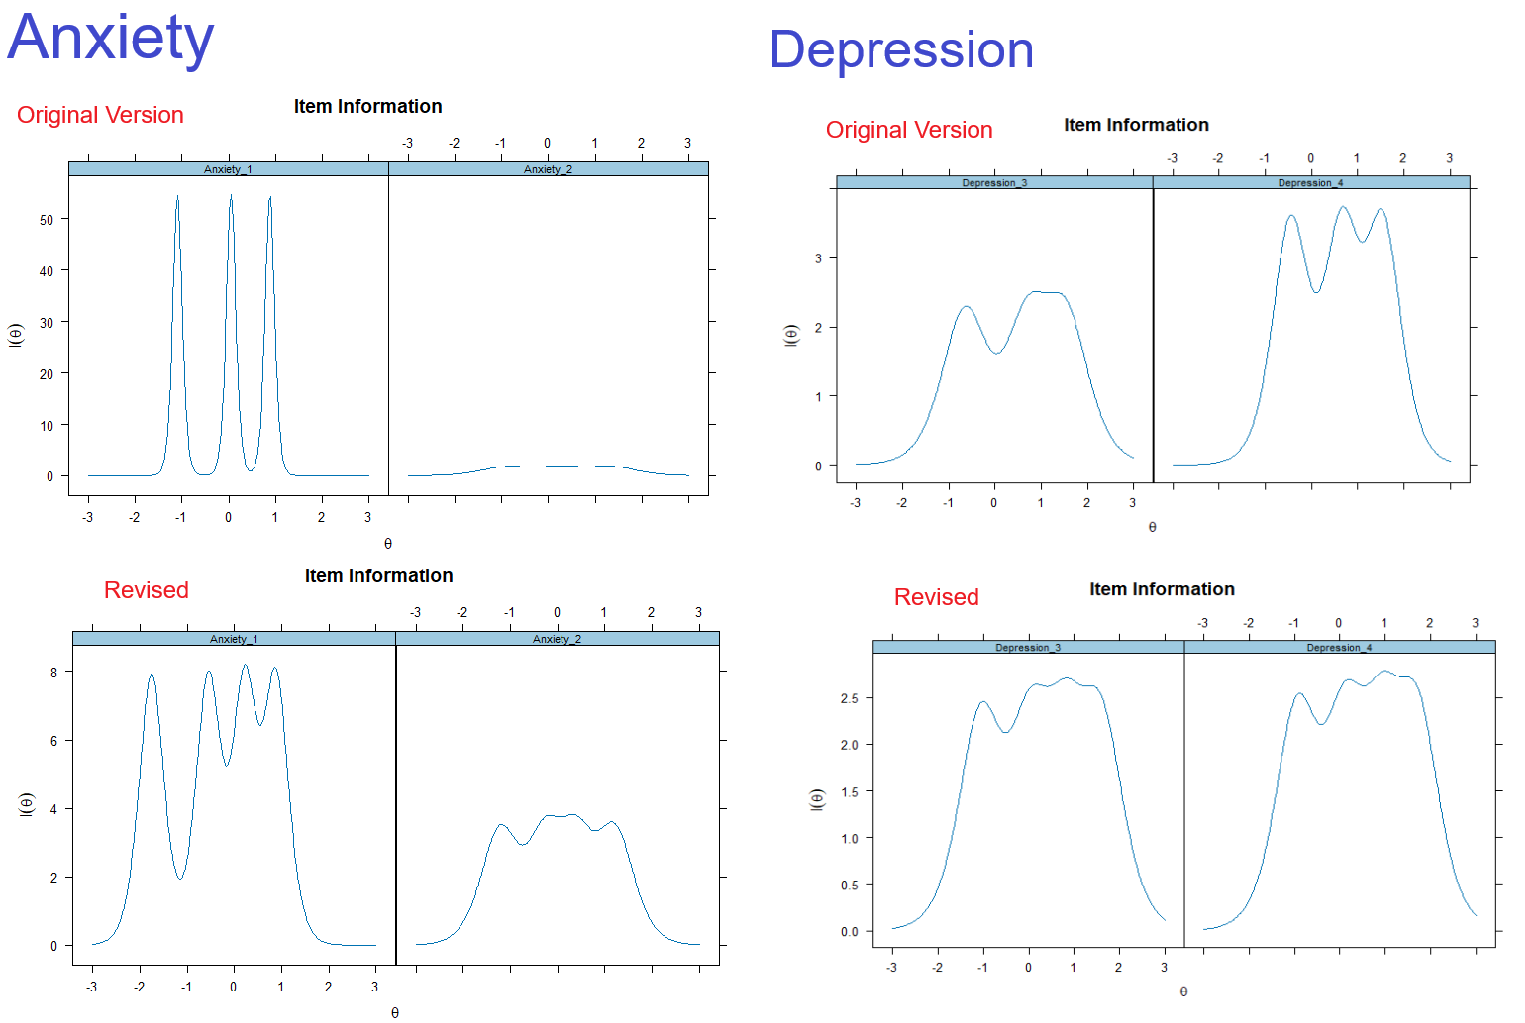 Anxiety
Original Version
Item Information
-3 -2 -1 0 1 2 3
Anxiety_1 Anxiety_2
50
40
30
20
10
0
I(θ)
-3 -2 -1 0 1 2 3
θ
Revised
Item Information
-3 -2 -1 0 1 2 3
Anxiety_1 Anxiety_2
8
6
4
2
0
I(θ)
-3 -2 -1 0 1 2 3
θ
Depression
Original Version
Item Information
-3 -2 -1 0 1 2 3
Depression_3 Depression_4
3
2
1
0
I(θ)
-3 -2 -1 0 1 2 3
θ
Revised
Item Information
-3 -2 -1 0 1 2 3
Depression_3 Depression_4
2.5
2.0
1.5
1.0
0.5
0.0
I(θ)
-3 -2 -1 0 1 2 3
θ